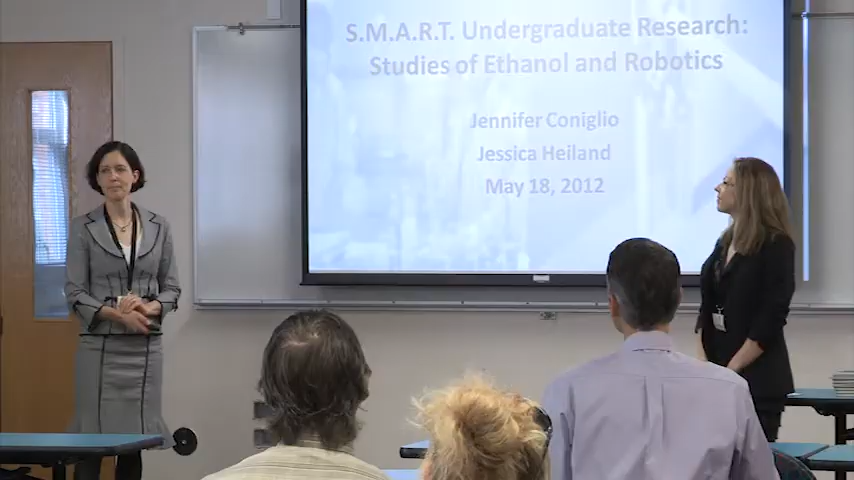 S.M.A.R.T. Undergraduate Research:
Studies of Ethanol and Robotics
Jennifer Coniglio
Jessica Heiland
May 18, 2012